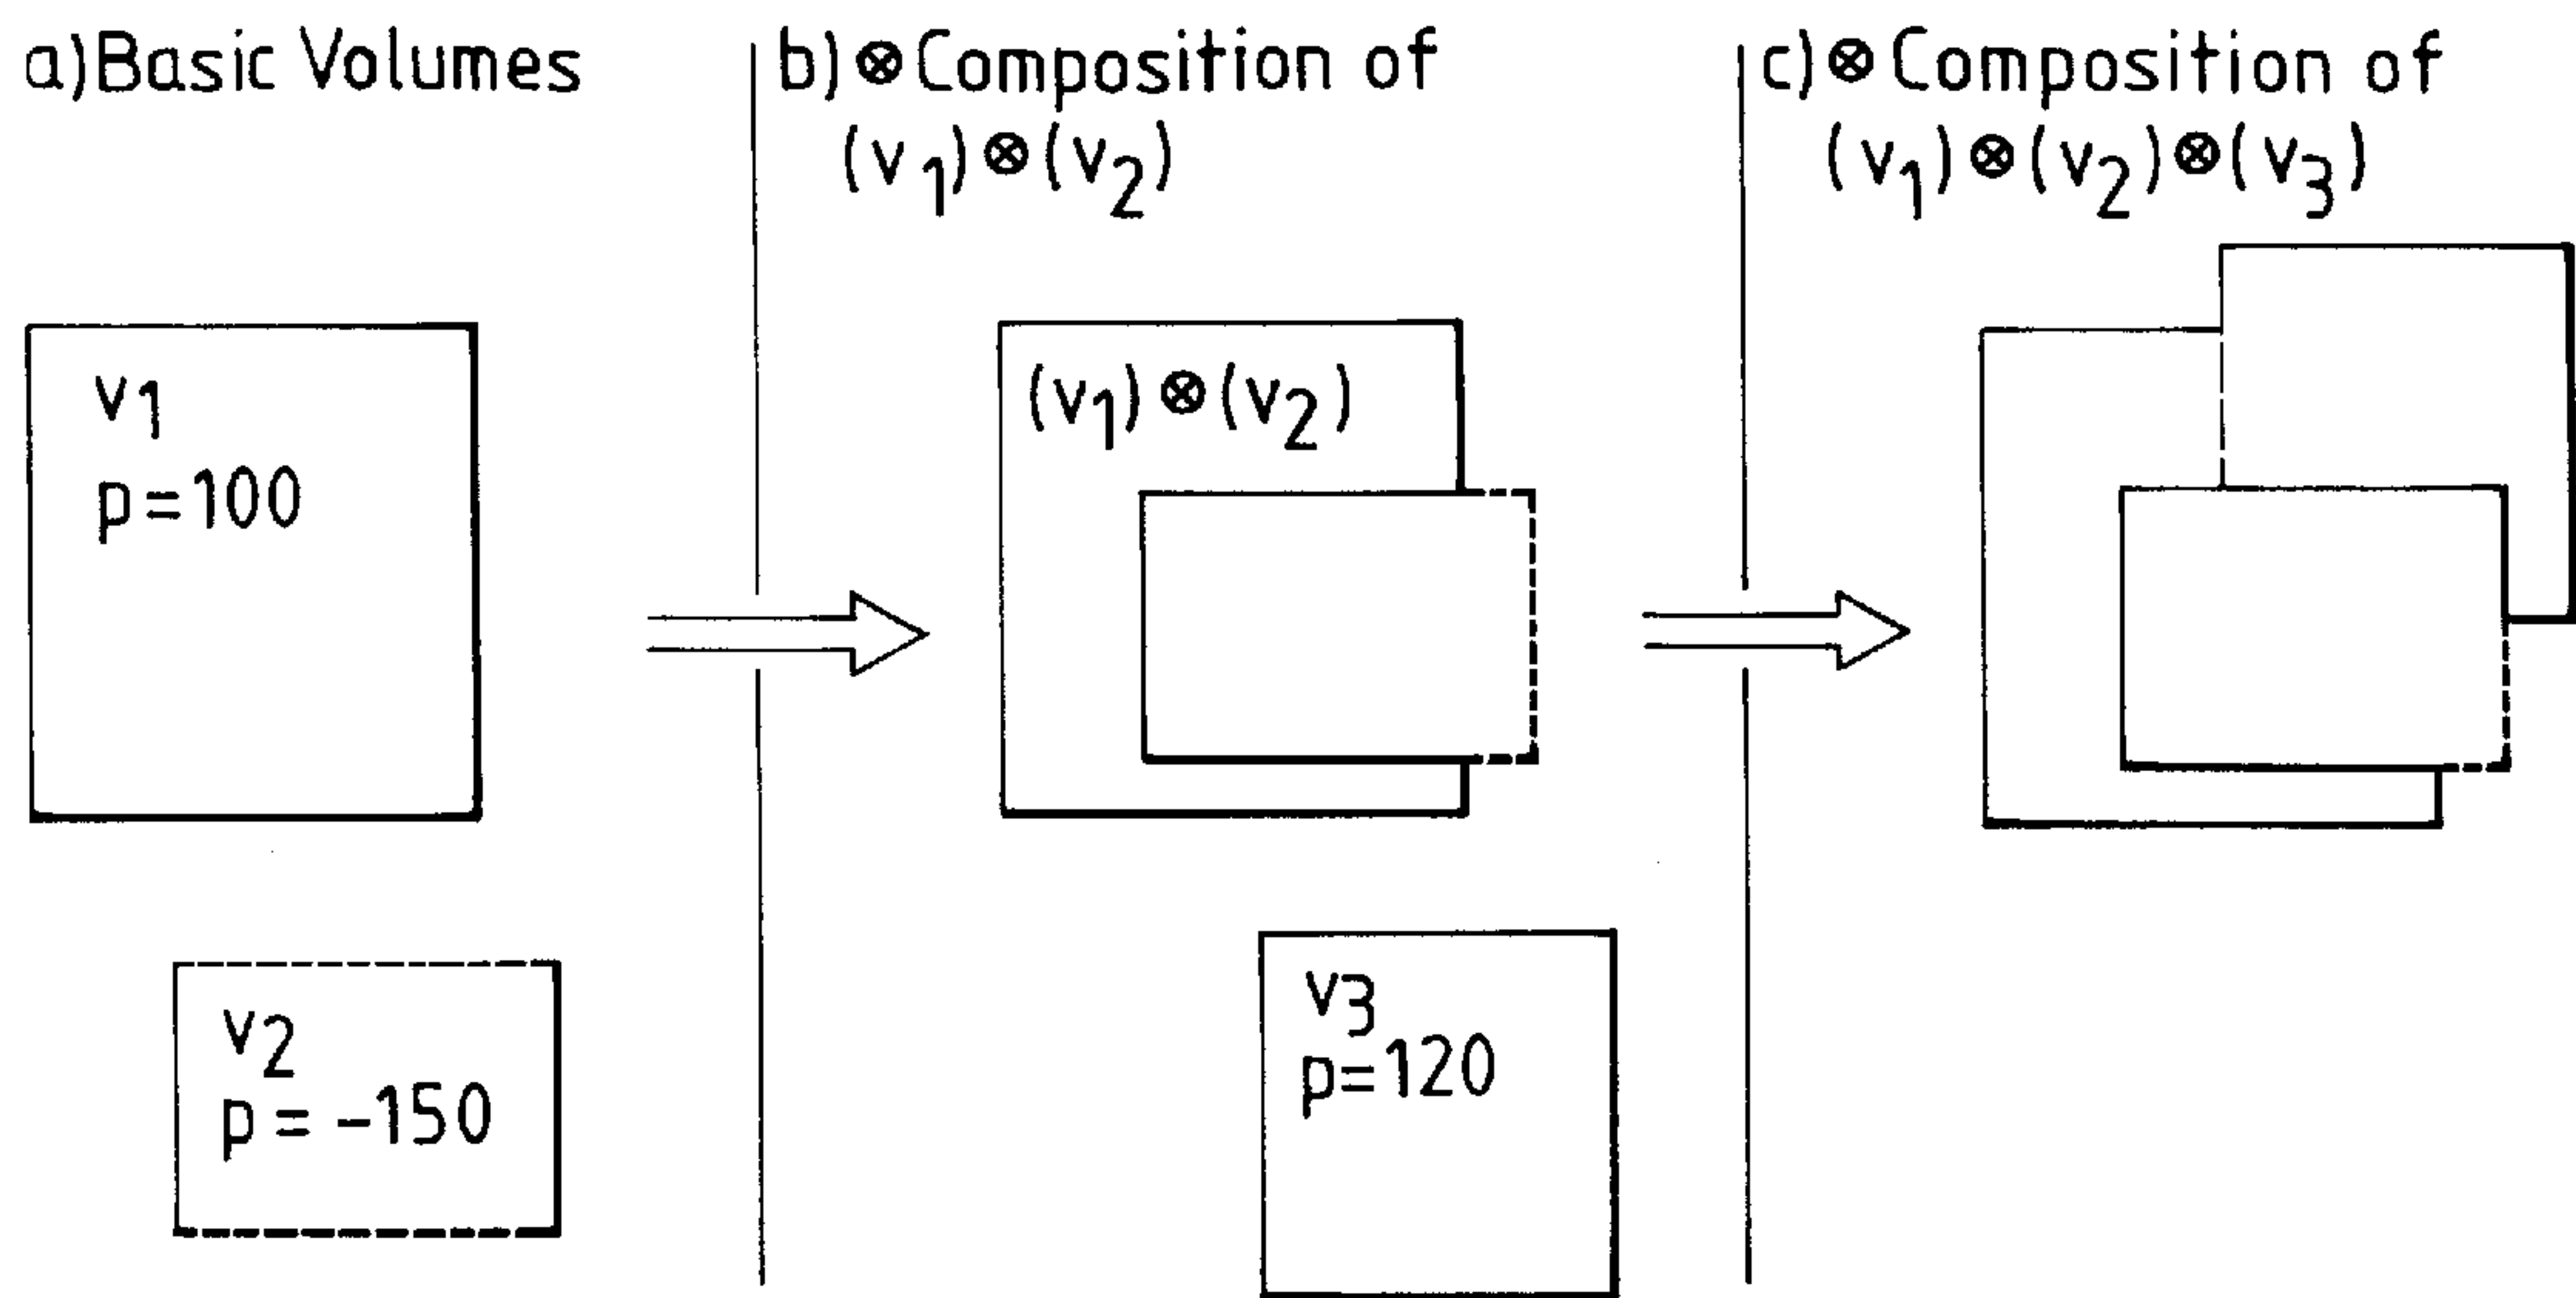 a) Basic Volumes
v1
p=100
v2
p = -150
b) ⊗ Composition of
(v1) ⊗ (v2)
(v1) ⊗ (v2)
v3
p=120
c) ⊗ Composition of
(v1) ⊗ (v2) ⊗ (v3)